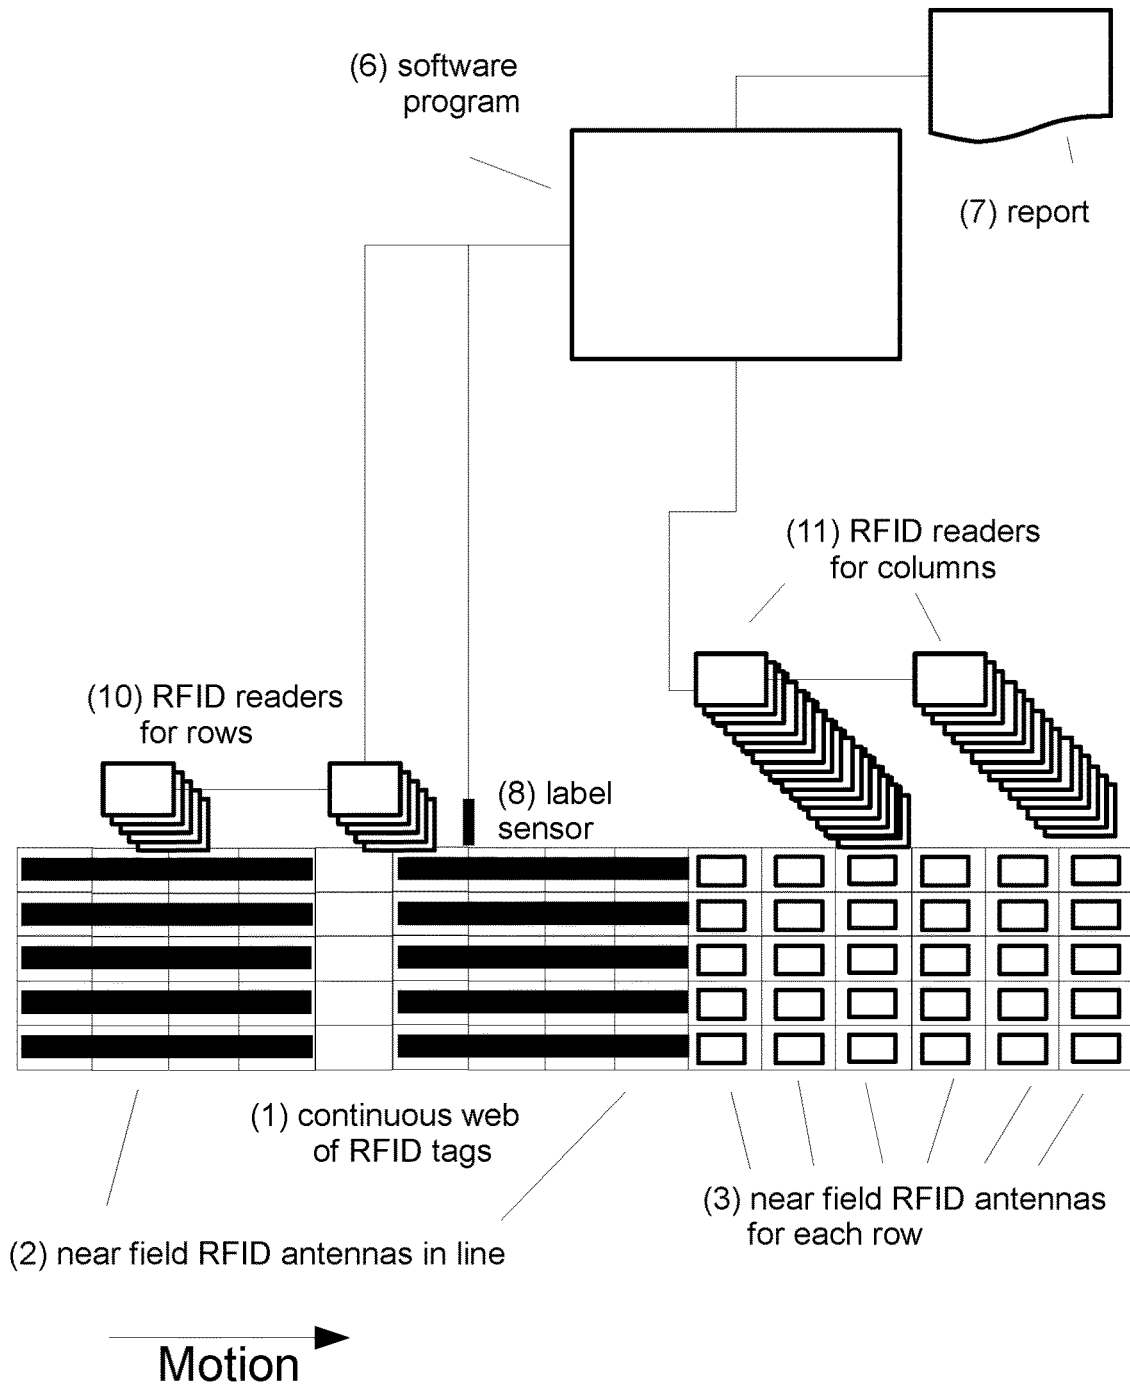 (6) software
program
(7) report
(11) RFID readers
for columns
(10) RFID readers
for rows
(8) label
sensor
(1) continuous web
of RFID tags
(3) near field RFID antennas
for each row
(2) near field RFID antennas in line
Motion